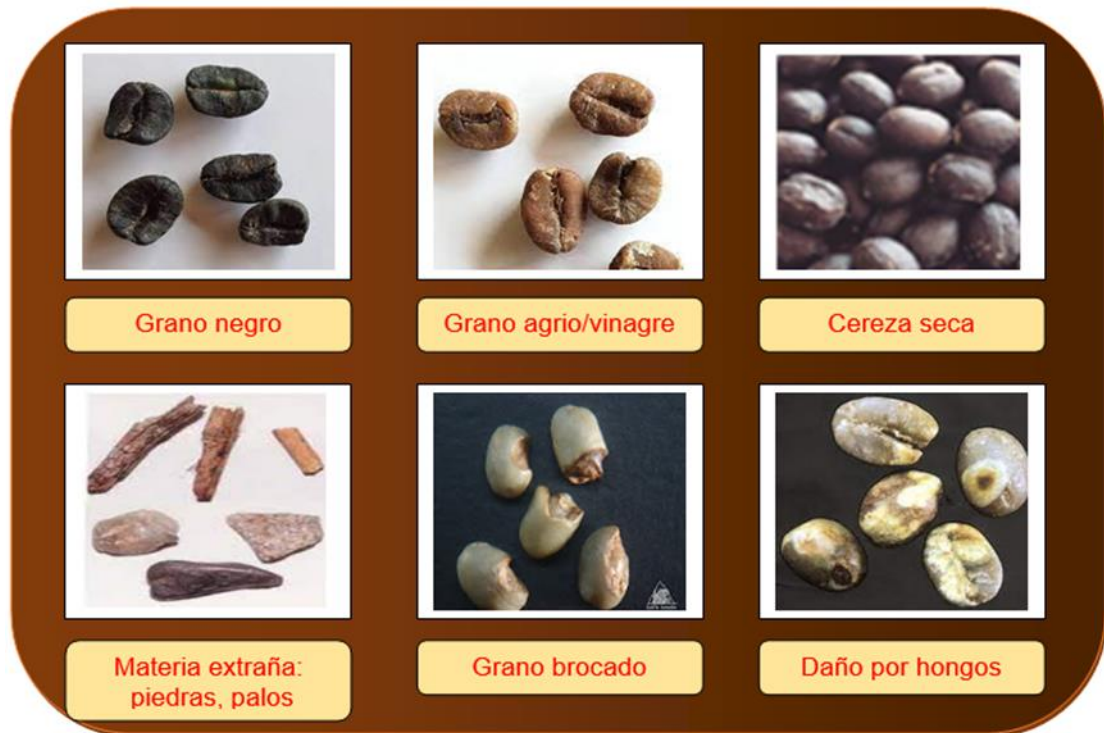 Grano negro
Grano agrio/vinagre
Cereza seca
Materia extraña:
piedras, palos
Grano brocado
Daño por hongos